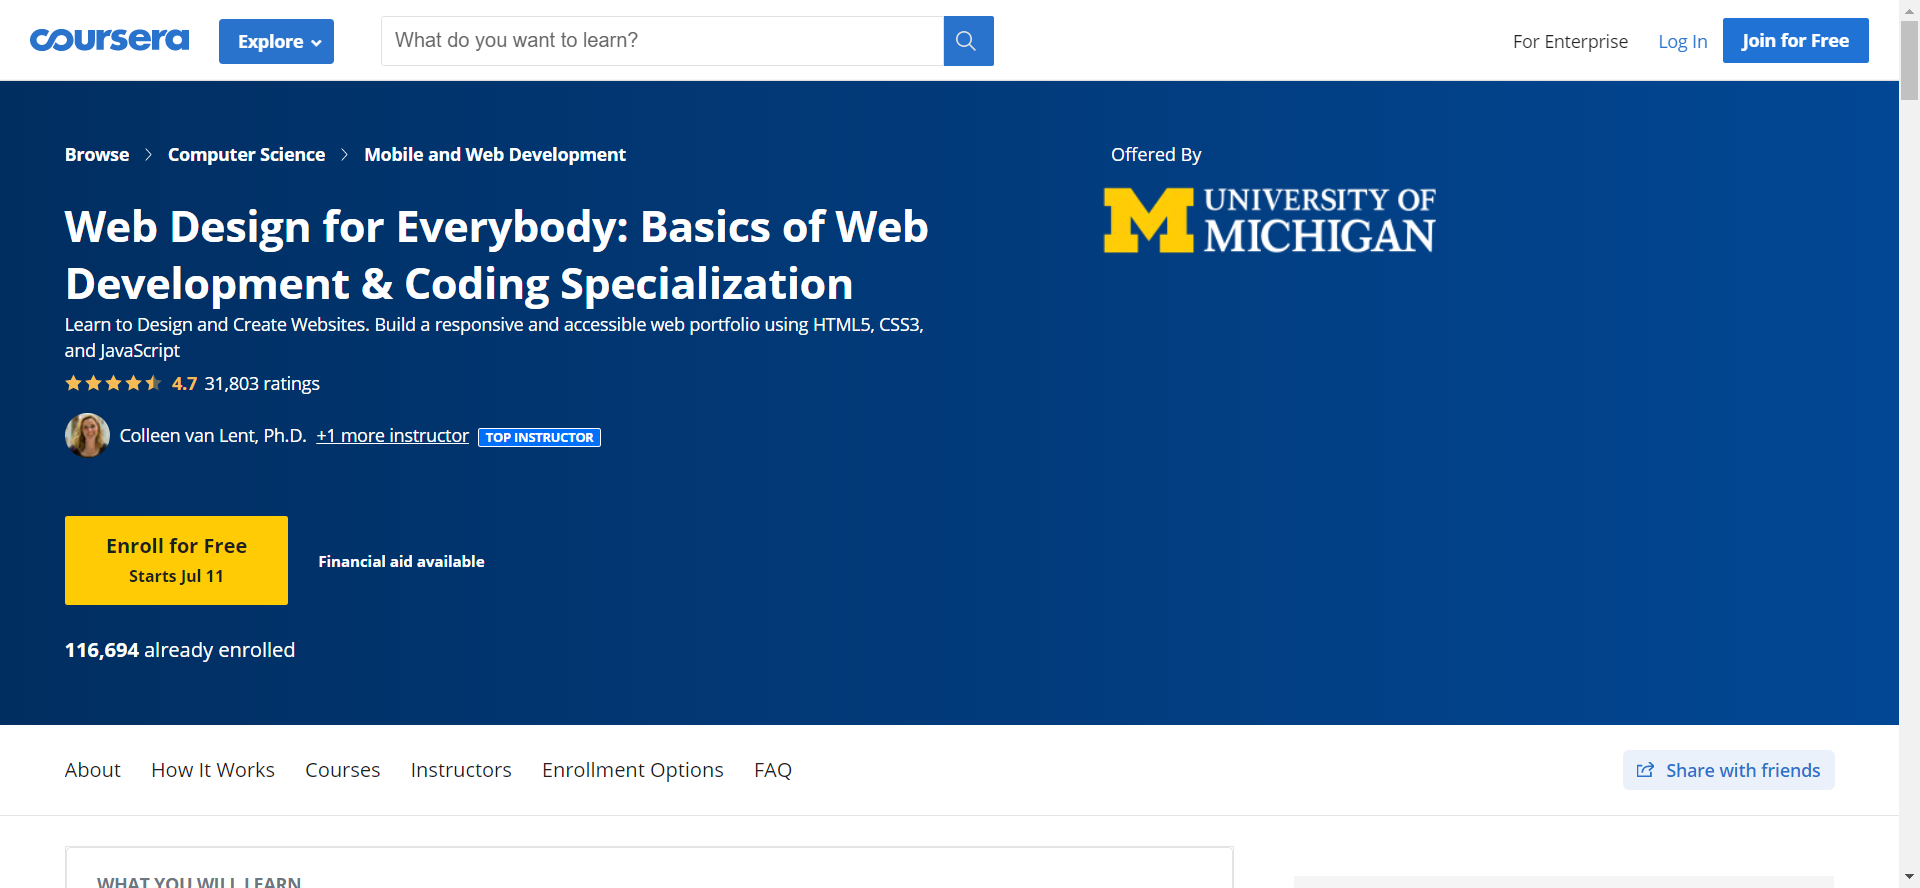 coursera
Explore
What do you want to learn?
For Enterprise
Log In
Join for Free
Browse
Computer Science
Mobile and Web Development
Web Design for Everybody: Basics of Web
Development & Coding Specialization
Learn to Design and Create Websites. Build a responsive and accessible web portfolio using HTML5, CSS3,
and JavaScript
4.7 31,803 ratings
Colleen van Lent, Ph.D. +1 more instructor TOP INSTRUCTOR
Enroll for Free
Starts Jul 11
Financial aid available
116,694 already enrolled
Offered By
M UNIVERSITY OF
MICHIGAN
About
How It Works
Courses
Instructors
Enrollment Options
FAQ
Share with friends
WHAT YOU WILL LEARN